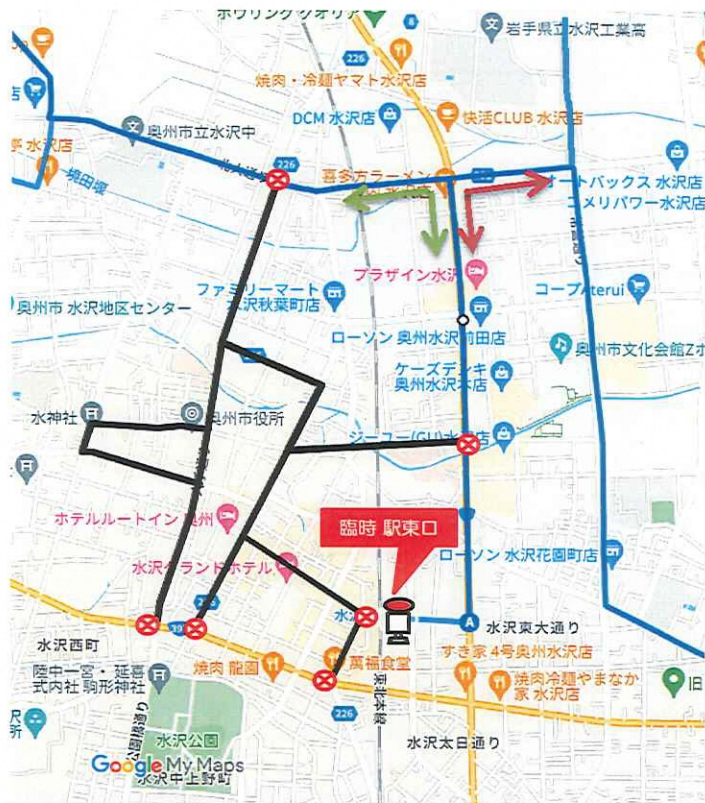 ボウリング クオリア
岩手県立水沢工業高
226
焼肉・冷麺ヤマト水沢店
DCM 水沢店
快活CLUB 水沢店
奥州市立水沢中
亭 水沢店
226
喜多方ラーメン
オートバックス 水沢店
コメリパワー水沢店
プラザイン水沢
ファミリーマート
水沢秋葉町店
コープAterui
奥州市 水沢地区センター
ローソン 奥州水沢前田店
奥州市文化会館Zホ
ケーズデンキ
奥州水沢本店
水神社
奥州市役所
ジーユー(GU)水沢店
ホテルルートイン 奥州
臨時 駅東口
水沢グランドホテル
ローソン 水沢花園町店
A
水沢東大通り
水沢西町
すき家 4号奥州水沢店
陸中一宮・延喜
式内社 駒形神社
焼肉 龍園
萬福食堂
焼肉冷麺やまなか
家 水沢店
東北本線
旧
226
水沢公園
水沢太日通り
Google My Maps
水沢中上野町